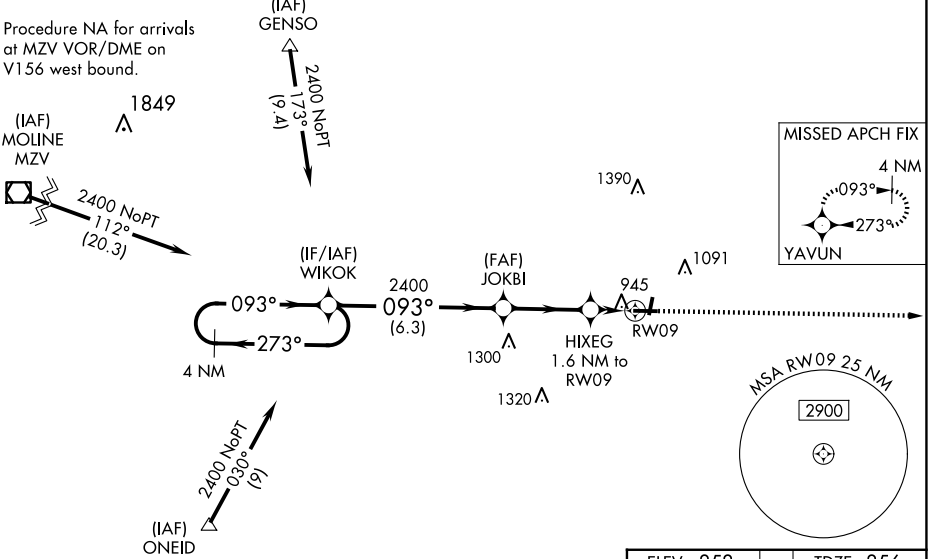 (IAF)
GENSO
Procedure NA for arrivals
at MZV VOR/DME on
V156 west bound.
2400 NoPT
173°
(9.4)
1849
(IAF)
MOLINE
MZV
2400 NoPT
112°
(20.3)
MISSED APCH FIX
4 NM
093°
273°
YAVUN
1390
1091
(IF/IAF)
WIKOK
(FAF)
JOKBI
945
2400
093°
093°
(6.3)
273°
4 NM
RW09
HIXEG
1.6 NM to
RW09
1300
1320
MSA RW09 25 NM
2900
2400 NoPT
030°
(9)
(IAF)
ONEID